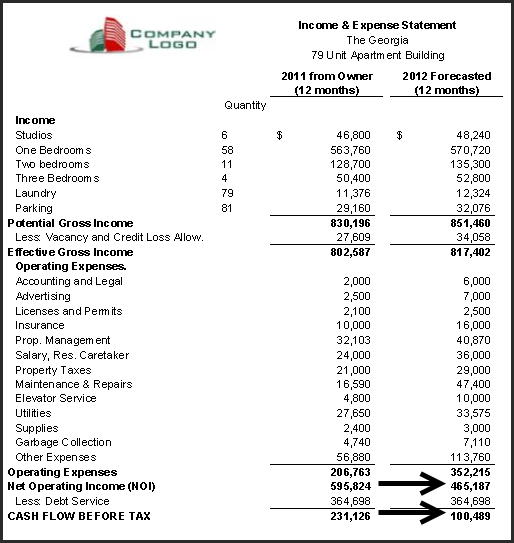 COMPANY
LOGO
Income & Expense Statement
The Georgia
79 Unit Apartment Building
2011 from Owner 2012 Forecasted
(12 months) (12 months)
Quantity
Income
Studios 6 $ 46,800 $ 48,240
One Bedrooms 58 563,760 570,720
Two bedrooms 11 128,700 135,300
Three Bedrooms 4 50,400 52,800
Laundry 79 11,376 12,324
Parking 81 29,160 32,076
Potential Gross Income 830,196 851,460
Less: Vacancy and Credit Loss Allow. 27,609 34,058
Effective Gross Income 802,587 817,402
Operating Expenses.
Accounting and Legal 2,000 6,000
Advertising 2,500 7,000
Licenses and Permits 2,100 2,500
Insurance 10,000 16,000
Prop. Management 32,103 40,870
Salary, Res. Caretaker 24,000 36,000
Property Taxes 21,000 29,000
Maintenance & Repairs 16,590 47,400
Elevator Service 4,800 10,000
Utilities 27,650 33,575
Supplies 2,400 3,000
Garbage Collection 4,740 7,110
Other Expenses 56,880 113,760
Operating Expenses 206,763 352,215
Net Operating Income (NOI) 595,824 465,187
Less: Debt Service 364,698 364,698
CASH FLOW BEFORE TAX 231,126 100,489